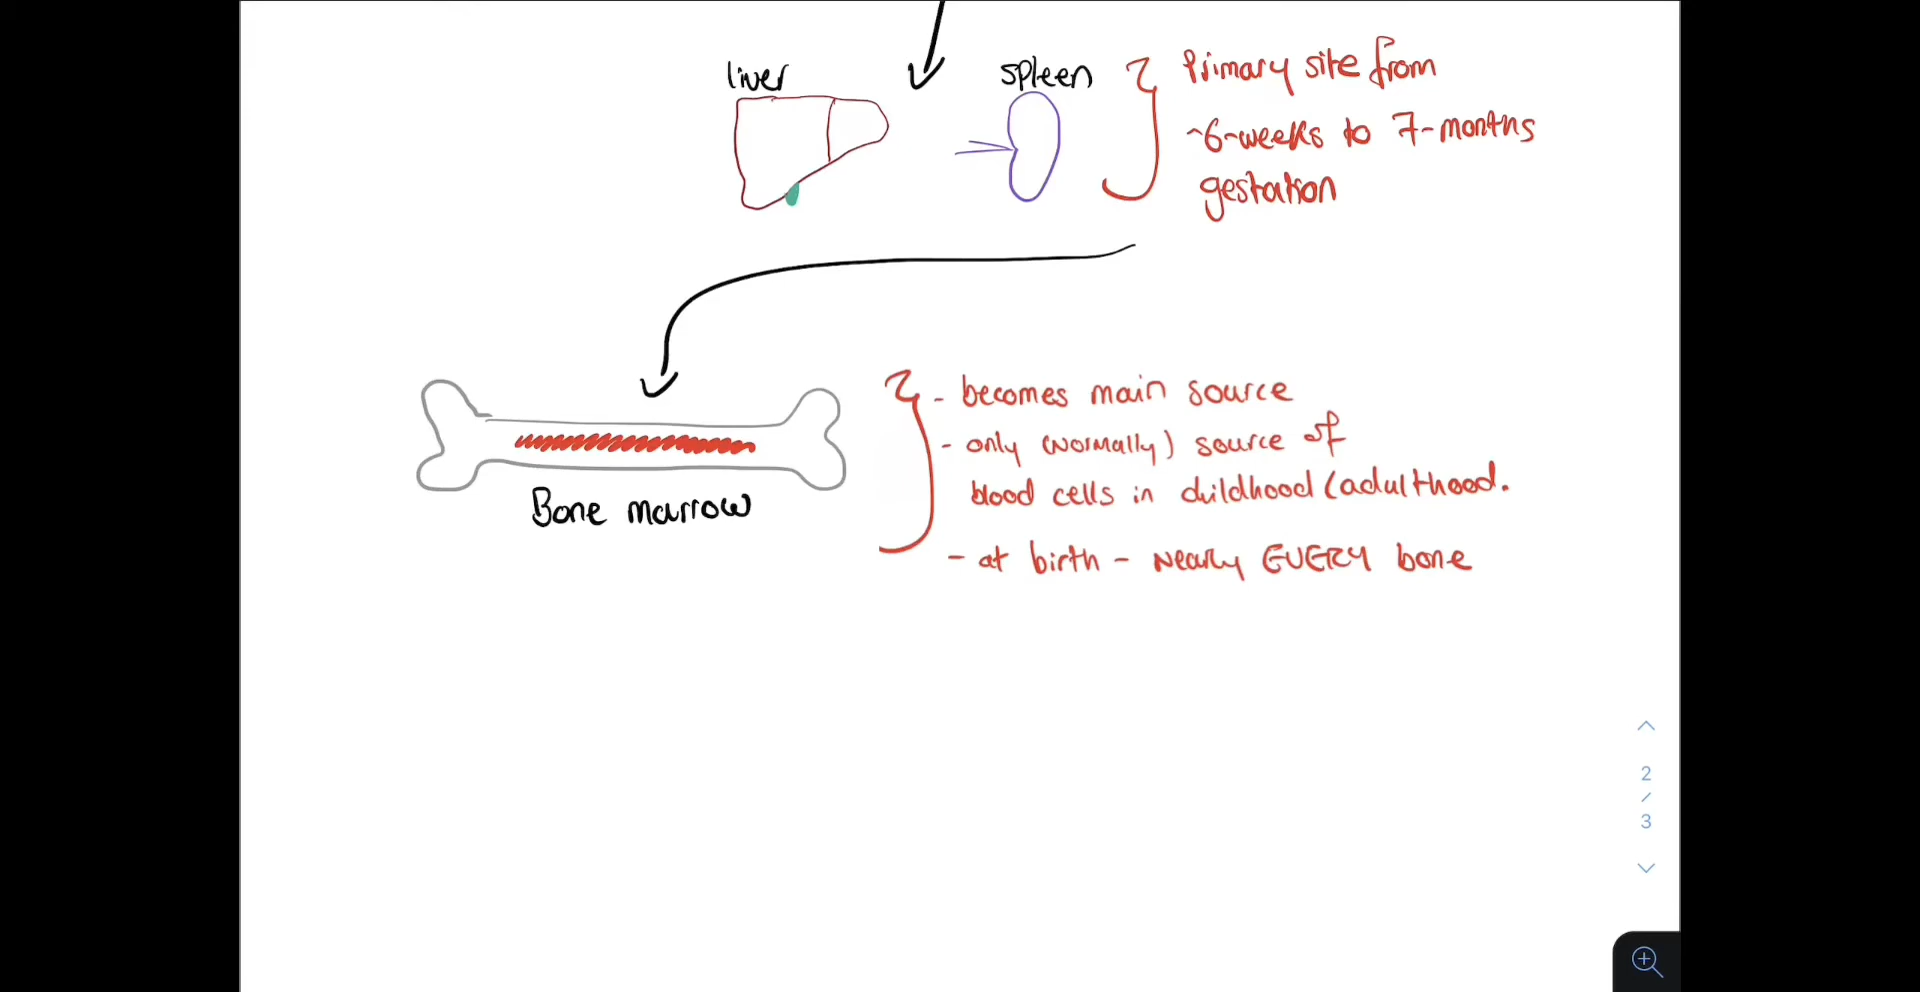 liver
spleen
Primary site from
~6-weeks to 7-months
gestation
- becomes main source
- only (normally) source of
blood cells in childhood/adulthood.
Bone marrow
- at birth - nearly EVERY bone
2
/
3